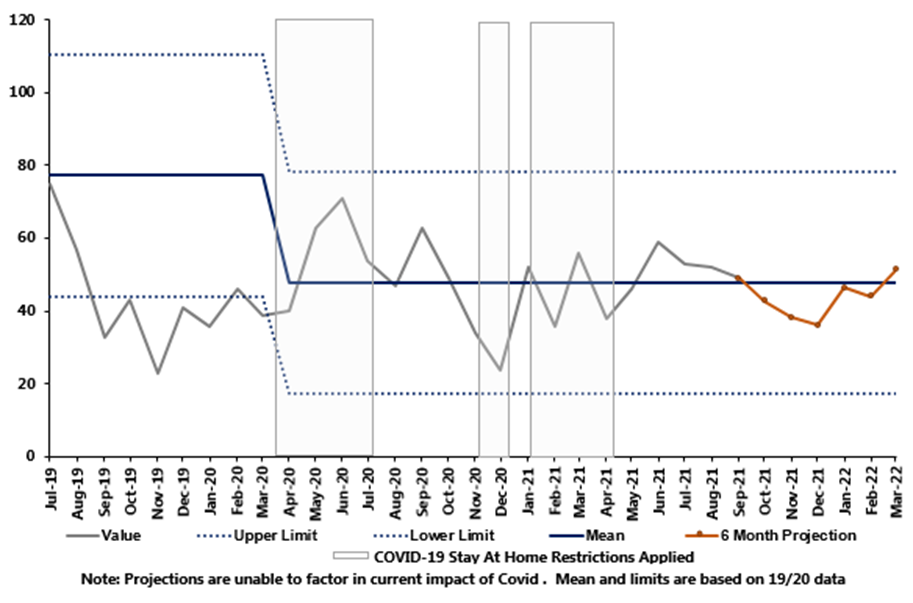 120
100
80
60
40
20
0
Jul-19
Aug-19
Sep-19
Oct-19
Nov-19
Dec-19
Jan-20
Feb-20
Mar-20
Apr-20
May-20
Jun-20
Jul-20
Aug-20
Sep-20
Oct-20
Nov-20
Dec-20
Jan-21
Feb-21
Mar-21
Apr-21
May-21
Jun-21
Jul-21
Aug-21
Sep-21
Oct-21
Nov-21
Dec-21
Jan-22
Feb-22
Mar-22
Value Upper Limit Lower Limit Mean 6 Month Projection
COVID-19 Stay At Home Restrictions Applied
Note: Projections are unable to factor in current impact of Covid . Mean and limits are based on 19/20 data